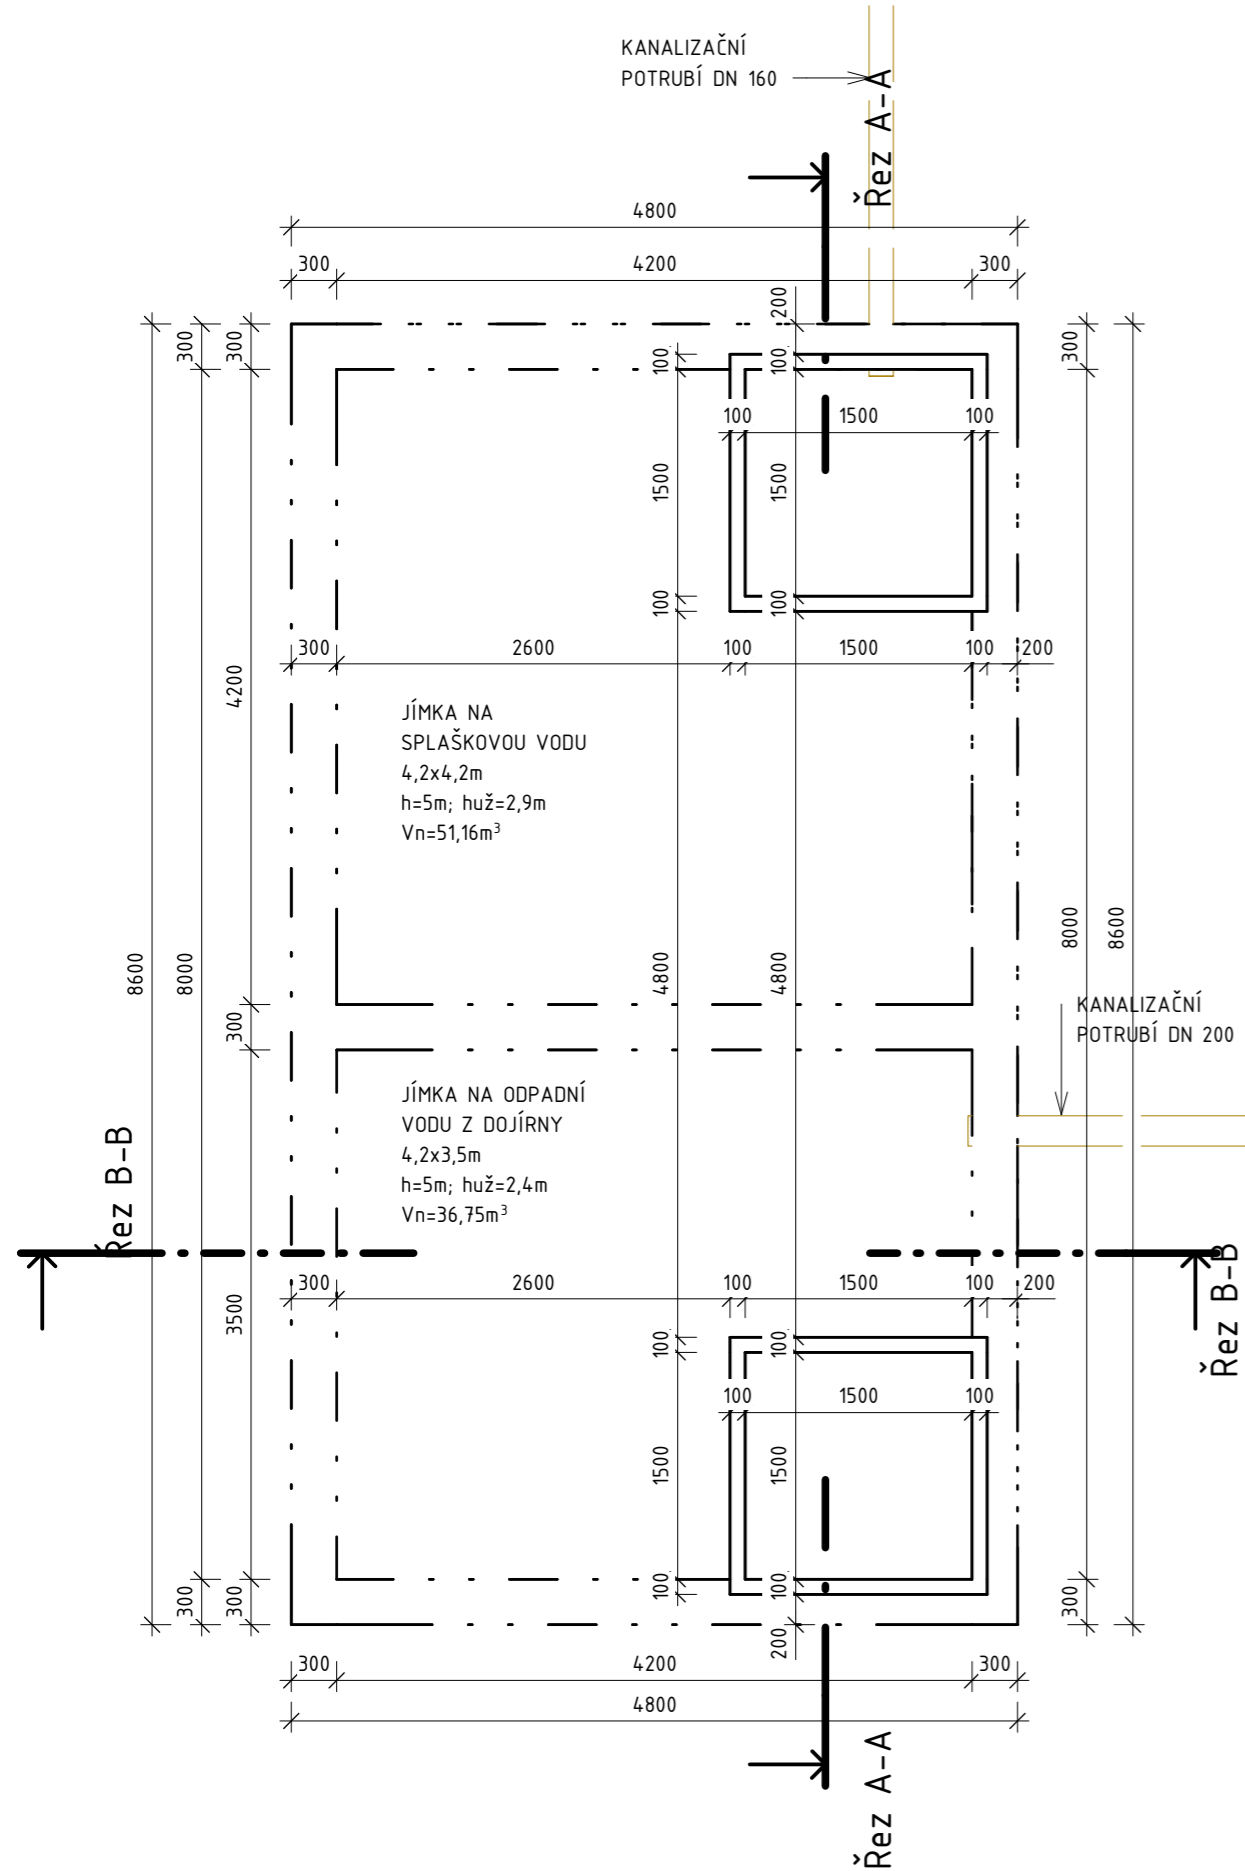 KANALIZAČNÍ
POTRUBÍ DN 160
Řez A-A
4800
300 4200 300
200
300 300 100 100 300
100 1500 100
1500 1500
100 100
300 2600 100 1500 100 200
4200
JÍMKA NA
SPLAŠKOVOU VODU
4,2x4,2m
h=5m; huž=2,9m
Vn=51,16m³
8600 8000 4800 4800 8000 8600
300
KANALIZAČNÍ
POTRUBÍ DN 200
JÍMKA NA ODPADNÍ
VODU Z DOJÍRNY
4,2x3,5m
h=5m; huž=2,4m
Vn=36,75m³
Řez B-B
300 2600 100 1500 100 200
Řez B-B
3500
100 100
100 1500 100
1500 1500
300 300 100 100 300
200
300 4200 300
4800
Řez A-A